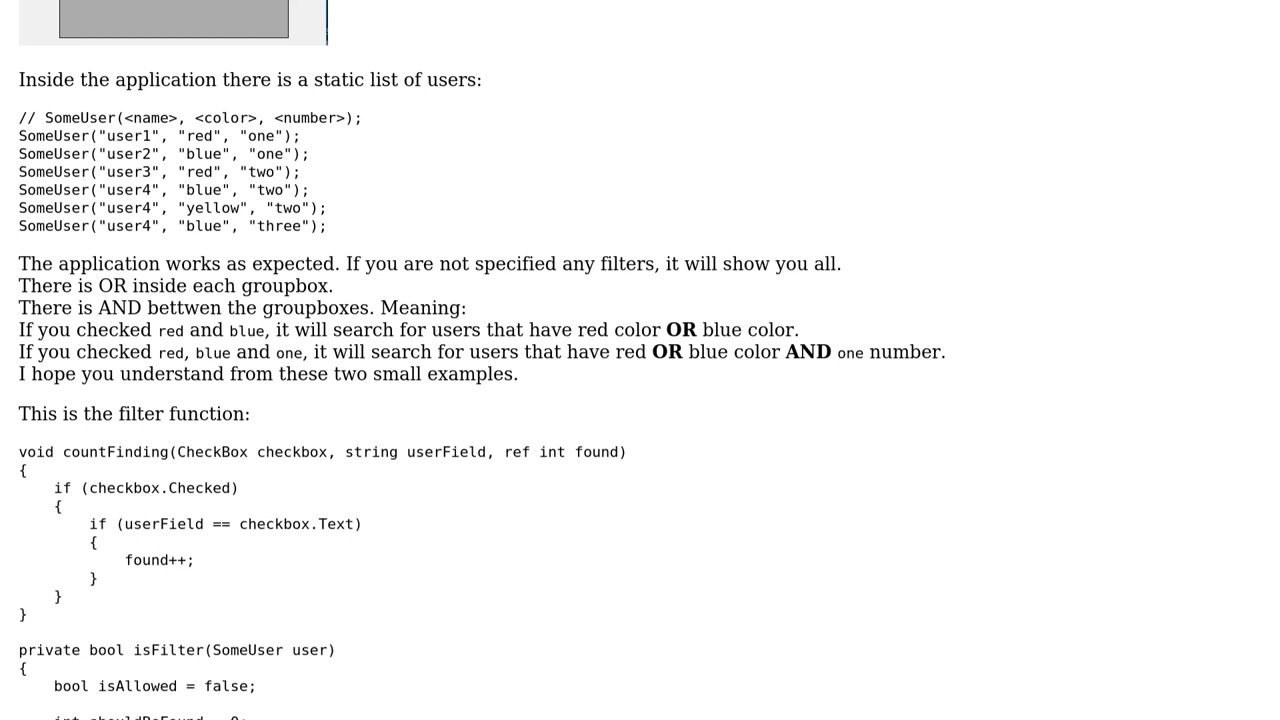 Inside the application there is a static list of users:
// SomeUser(<name>, <color>, <number>);
SomeUser("user1", "red", "one");
SomeUser("user2", "blue", "one");
SomeUser("user3", "red", "two");
SomeUser("user4", "blue", "two");
SomeUser("user4", "yellow", "two");
SomeUser("user4", "blue", "three");
The application works as expected. If you are not specified any filters, it will show you all.
There is OR inside each groupbox.
There is AND bettwen the groupboxes. Meaning:
If you checked red and blue, it will search for users that have red color OR blue color.
If you checked red, blue and one, it will search for users that have red OR blue color AND one number.
I hope you understand from these two small examples.
This is the filter function:
void countFinding(CheckBox checkbox, string userField, ref int found)
{
    if (checkbox.Checked)
    {
        if (userField == checkbox.Text)
        {
            found++;
        }
    }
}
private bool isFilter(SomeUser user)
{
    bool isAllowed = false;